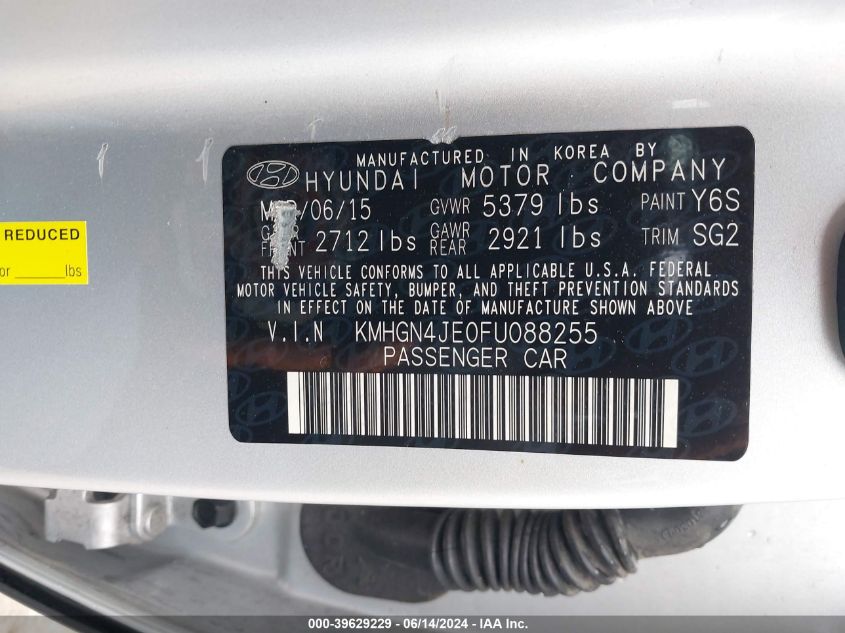 MANUFACTURED IN KOREA BY
HYUNDAI MOTOR COMPANY
/06/15 GVWR 5379 lbs PAINT Y6S
2712 lbs GAWR REAR 2921 lbs TRIM SG2
THIS VEHICLE CONFORMS TO ALL APPLICABLE U.S.A. FEDERAL
MOTOR VEHICLE SAFETY, BUMPER, AND THEFT PREVENTION STANDARDS
IN EFFECT ON THE DATE OF MANUFACTURE SHOWN ABOVE
V.I.N KMHGN4JE0FU088255
PASSENGER CAR
REDUCED
or ______lbs
000-39629229 - 06/14/2024 - IAA Inc.